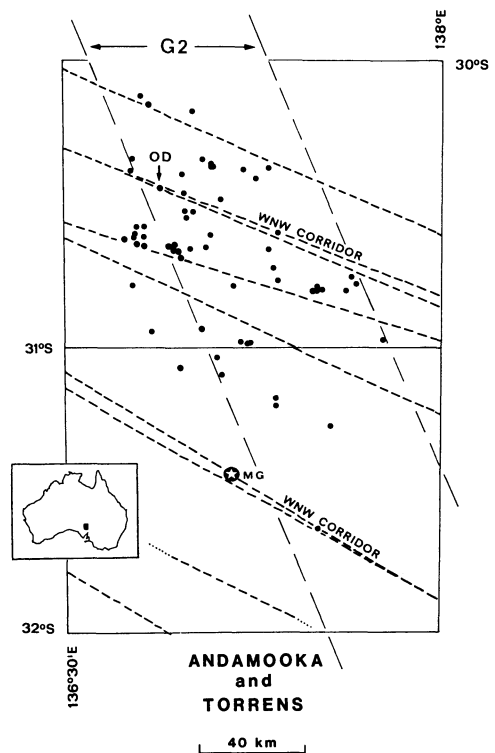 G2
138°E
30°S
OD
WNW CORRIDOR
31°S
MG
WNW CORRIDOR
32°S
136°30'E
ANDAMOOKA
and
TORRENS
40 km